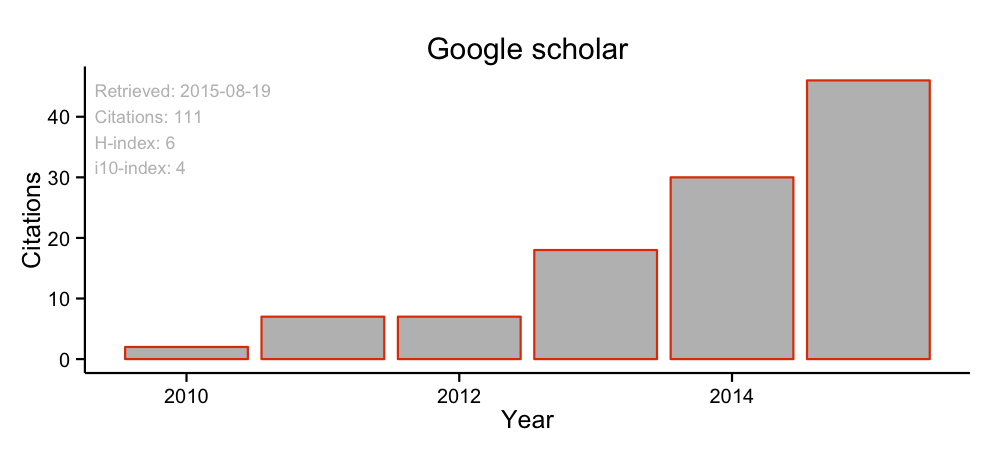 Google scholar
Retrieved: 2015-08-19
Citations: 111
H-index: 6
i10-index: 4
Citations
40
30
20
10
0
2010 2012 2014
Year